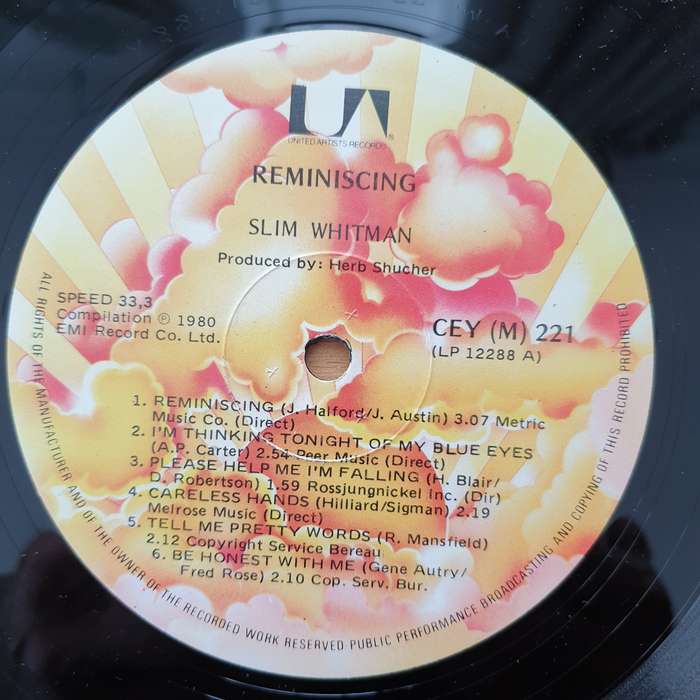 UA
UNITED ARTISTS RECORDS ®
REMINISCING
SLIM WHITMAN
Produced by: Herb Shucher
SPEED 33,3
Compilation ℗ 1980
EMI Record Co. Ltd.
CEY (M) 221
(LP 12288 A)
1. REMINISCING (J. Halford/J. Austin) 3.07 Metric
Music Co. (Direct)
2. I'M THINKING TONIGHT OF MY BLUE EYES
(A.P. Carter) 2.54 Peer Music (Direct)
3. PLEASE HELP ME I'M FALLING (H. Blair/
D. Robertson) 1.59 Rossjungnickel Inc. (Dir)
4. CARELESS HANDS (Hilliard/Sigman) 2.19
Melrose Music (Direct)
5. TELL ME PRETTY WORDS (R. Mansfield)
2.12 Copyright Service Bereau
6. BE HONEST WITH ME (Gene Autry/
Fred Rose) 2.10 Cop. Serv. Bur.
ALL RIGHTS OF THE MANUFACTURER AND OF THE OWNER OF THE RECORDED WORK RESERVED·PUBLIC PERFORMANCE BROADCASTING AND COPYING OF THIS RECORD PROHIBITED